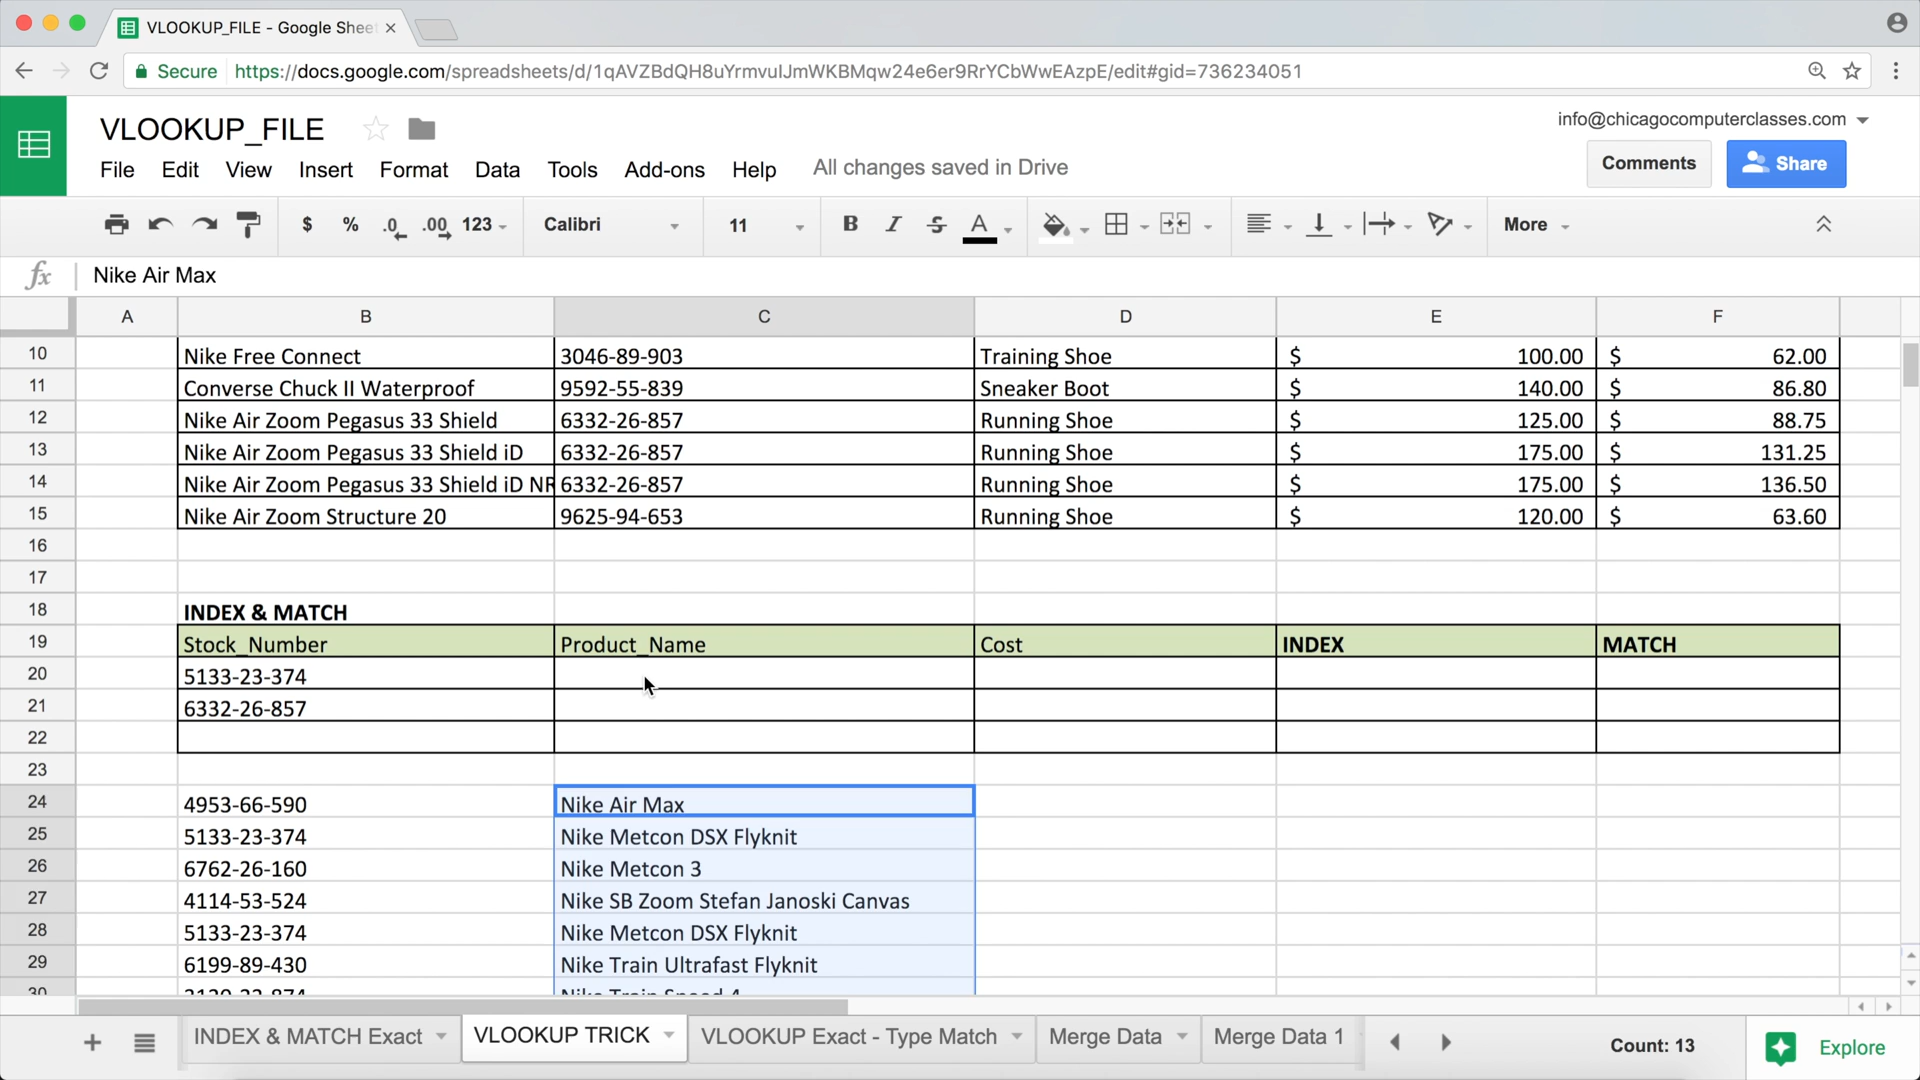 VLOOKUP_FILE - Google Sheet
Secure https://docs.google.com/spreadsheets/d/1qAVZBdQH8uYrmvulJmWKBMqw24e6er9RrYCbWwEAzpE/edit#gid=736234051
VLOOKUP_FILE
info@chicagocomputerclasses.com
File Edit View Insert Format Data Tools Add-ons Help All changes saved in Drive
Comments Share
$ % .0 .00 123 Calibri 11 B I S A More
fx Nike Air Max
A B C D E F
10 Nike Free Connect 3046-89-903 Training Shoe $ 100.00 $ 62.00
11 Converse Chuck II Waterproof 9592-55-839 Sneaker Boot $ 140.00 $ 86.80
12 Nike Air Zoom Pegasus 33 Shield 6332-26-857 Running Shoe $ 125.00 $ 88.75
13 Nike Air Zoom Pegasus 33 Shield iD 6332-26-857 Running Shoe $ 175.00 $ 131.25
14 Nike Air Zoom Pegasus 33 Shield iD NR 6332-26-857 Running Shoe $ 175.00 $ 136.50
15 Nike Air Zoom Structure 20 9625-94-653 Running Shoe $ 120.00 $ 63.60
16
17
18 INDEX & MATCH
19 Stock_Number Product_Name Cost INDEX MATCH
20 5133-23-374
21 6332-26-857
22
23
24 4953-66-590 Nike Air Max
25 5133-23-374 Nike Metcon DSX Flyknit
26 6762-26-160 Nike Metcon 3
27 4114-53-524 Nike SB Zoom Stefan Janoski Canvas
28 5133-23-374 Nike Metcon DSX Flyknit
29 6199-89-430 Nike Train Ultrafast Flyknit
30 Nike Train Speed 4
INDEX & MATCH Exact VLOOKUP TRICK VLOOKUP Exact - Type Match Merge Data Merge Data 1 Count: 13 Explore